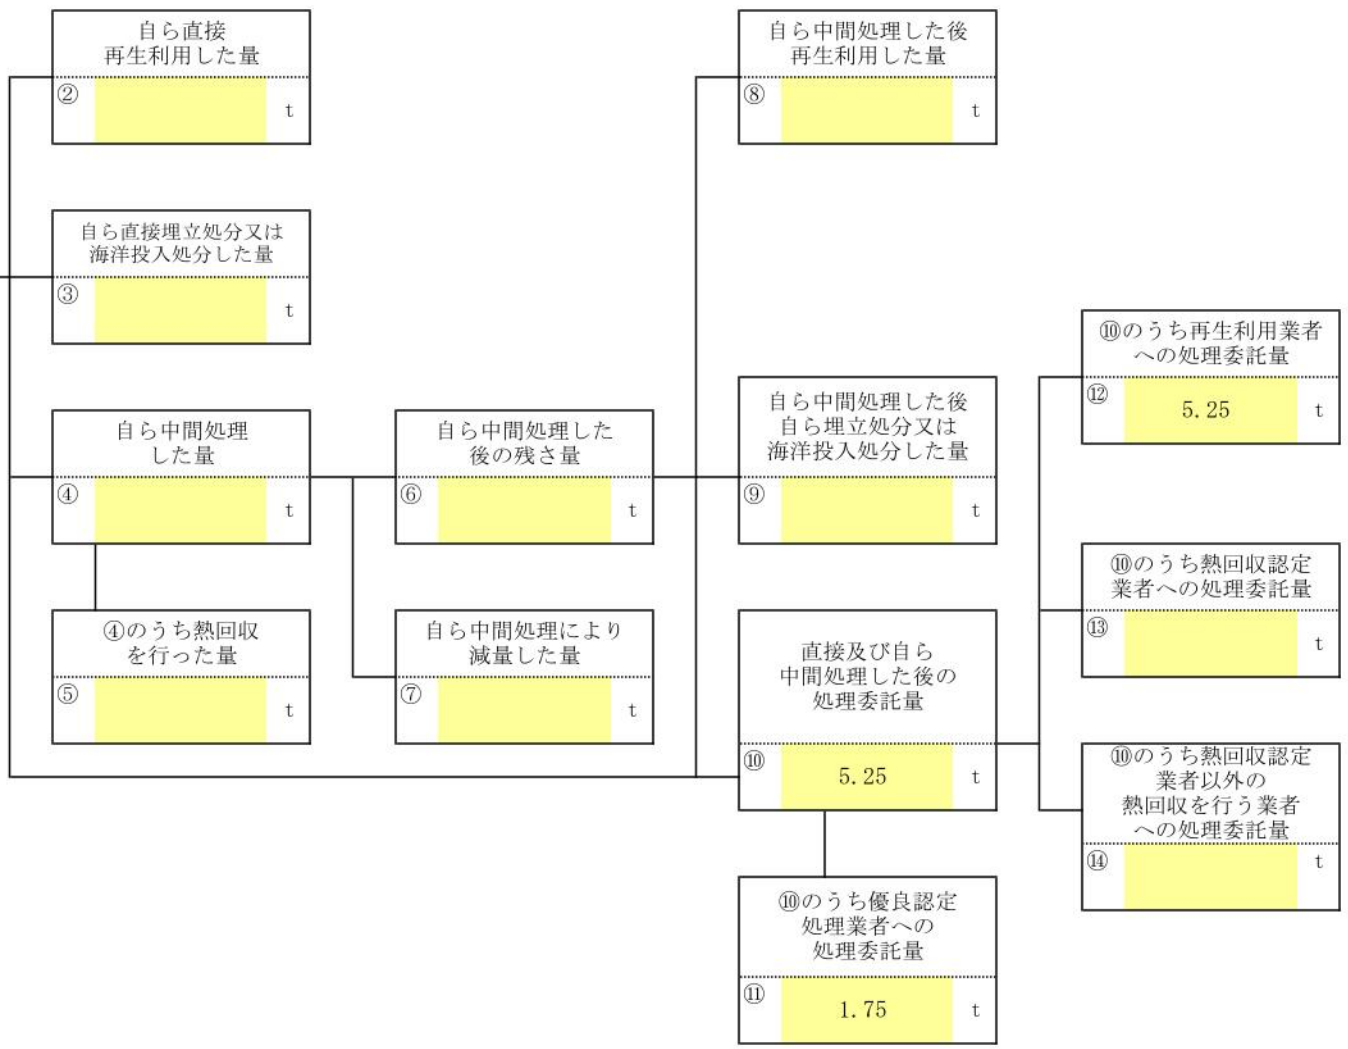 自ら直接
再生利用した量
②
t
自ら中間処理した後
再生利用した量
⑧
t
自ら直接埋立処分又は
海洋投入処分した量
③
t
⑩のうち再生利用業者
への処理委託量
⑫
5.25
t
自ら中間処理
した量
④
t
自ら中間処理した
後の残さ量
⑥
t
自ら中間処理した後
自ら埋立処分又は
海洋投入処分した量
⑨
t
⑩のうち熱回収認定
業者への処理委託量
⑬
t
④のうち熱回収
を行った量
⑤
t
自ら中間処理により
減量した量
⑦
t
直接及び自ら
中間処理した後の
処理委託量
⑩
5.25
t
⑩のうち熱回収認定
業者以外の
熱回収を行う業者
への処理委託量
⑭
t
⑩のうち優良認定
処理業者への
処理委託量
⑪
1.75
t